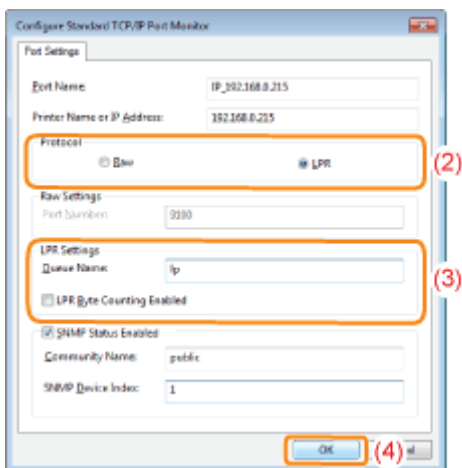 Configure Standard TCP/IP Port Monitor
Port Settings
Port Name: IP_192.168.0.215
Printer Name or IP Address: 192.168.0.215
Protocol
Raw LPR (2)
Raw Settings
Port Number: 9100
LPR Settings
Queue Name: lp
(3)
LPR Byte Counting Enabled
SNMP Status Enabled
Community Name: public
SNMP Device Index: 1
OK (4)